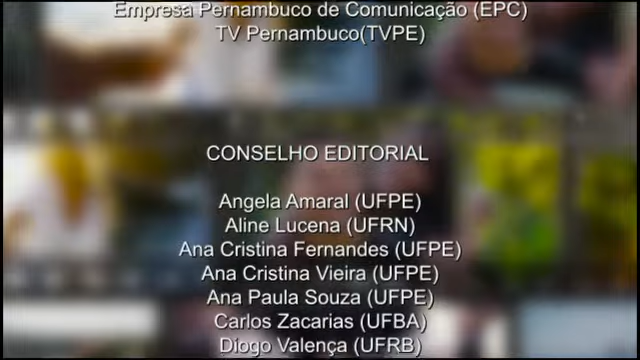 Empresa Pernambuco de Comunicação (EPC)
TV Pernambuco(TVPE)
CONSELHO EDITORIAL
Angela Amaral (UFPE)
Aline Lucena (UFRN)
Ana Cristina Fernandes (UFPE)
Ana Cristina Vieira (UFPE)
Ana Paula Souza (UFPE)
Carlos Zacarias (UFBA)
Diogo Valença (UFRB)